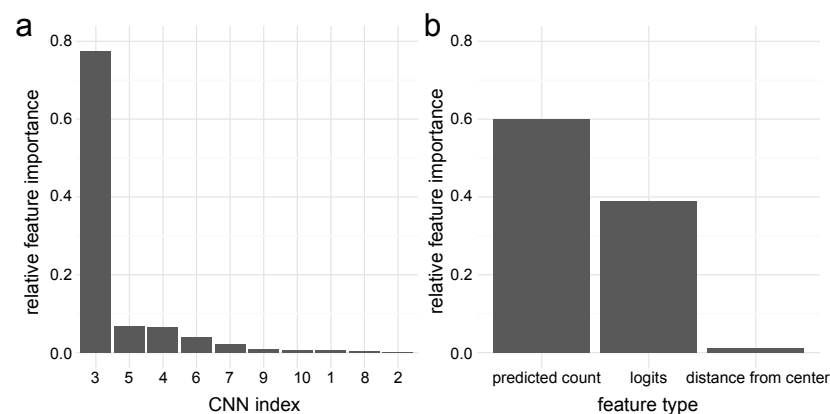 a
relative feature importance
0.8
0.6
0.4
0.2
0.0
3 5 4 6 7 9 10 1 8 2
CNN index
b
relative feature importance
0.8
0.6
0.4
0.2
0.0
predicted count logits distance from center
feature type